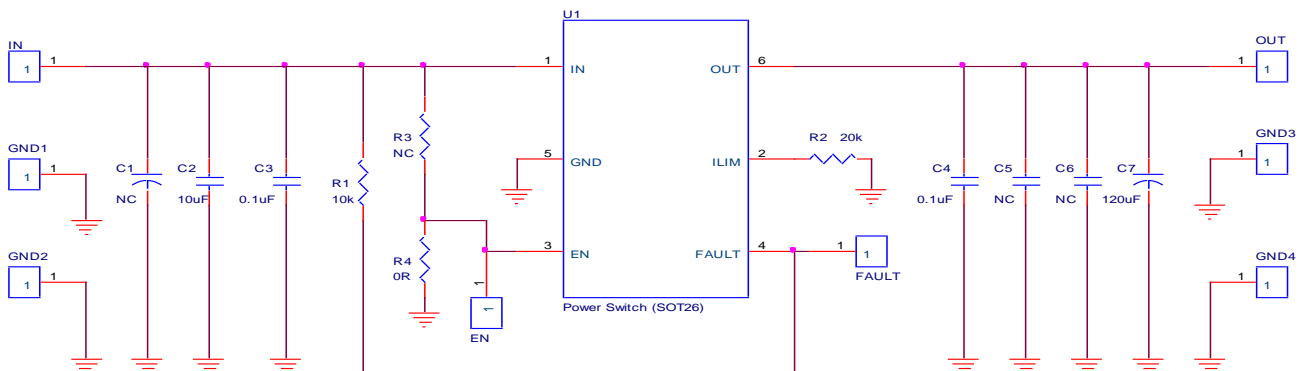 U1
IN
1
1
1
IN
OUT
6
1
OUT
1
GND1
1
1
R3
NC
5
GND
ILIM
2
R2 20k
GND3
1
1
C1
NC
C2
10uF
C3
0.1uF
R1
10k
C4
0.1uF
C5
NC
C6
NC
C7
120uF
GND2
1
1
R4
0R
3
EN
FAULT
4
1
1
FAULT
GND4
1
1
1
1
EN
Power Switch (SOT26)